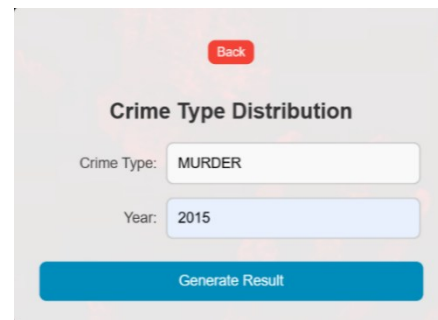 Back
Crime Type Distribution
Crime Type: MURDER
Year: 2015
Generate Result